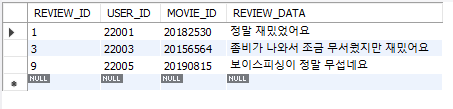 REVIEW_ID USER_ID MOVIE_ID REVIEW_DATA
1 22001 20182530 정말 재밌었어요
3 22003 20156564 좀비가 나와서 조금 무서웠지만 재밌어요
9 22005 20190815 보이스피싱이 정말 무섭네요
NULL NULL NULL NULL